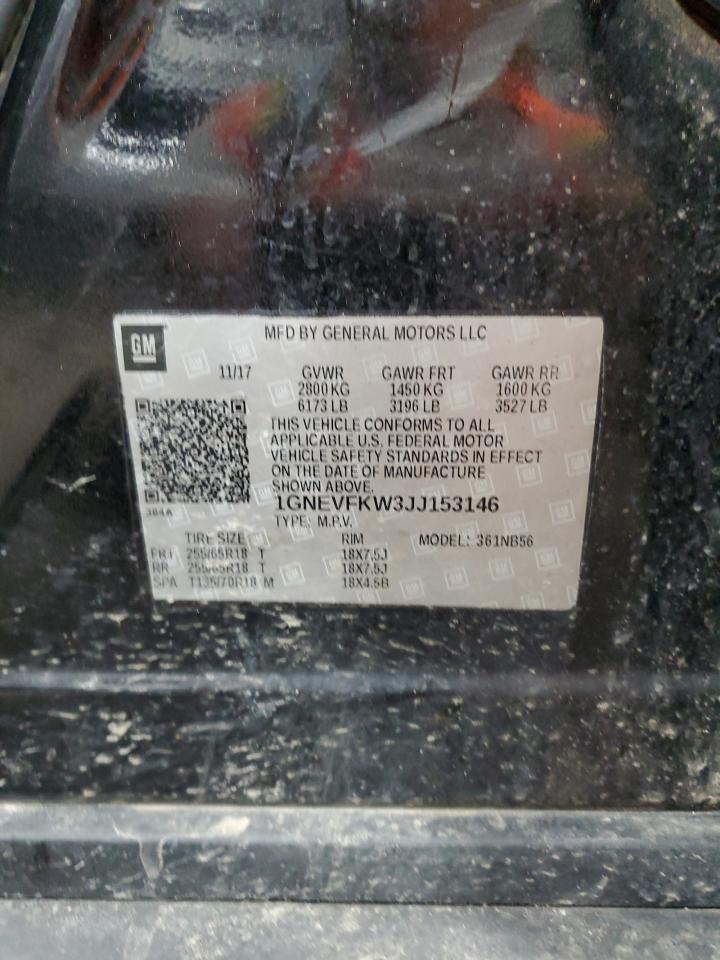 GM
MFD BY GENERAL MOTORS LLC
11/17 GVWR GAWR FRT GAWR RR
2800 KG 1450 KG 1600 KG
6173 LB 3196 LB 3527 LB
THIS VEHICLE CONFORMS TO ALL
APPLICABLE U.S. FEDERAL MOTOR
VEHICLE SAFETY STANDARDS IN EFFECT
ON THE DATE OF MANUFACTURE
SHOWN ABOVE.
384A
1GNEVFKW3JJ153146
TYPE: M.P.V.
TIRE SIZE RIM MODEL: 361NB56
FRT 255/65R18 T 18X7.5J
RR 255/65R18 T 18X7.5J
SPA T135/70R18 M 18X4.5B